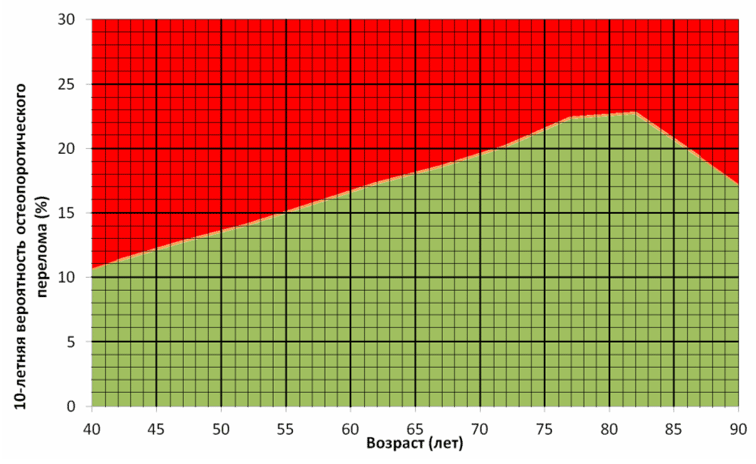 10-летняя вероятность остеопоротического
перелома (%)
30
25
20
15
10
5
0
40 45 50 55 60 65 70 75 80 85 90
Возраст (лет)